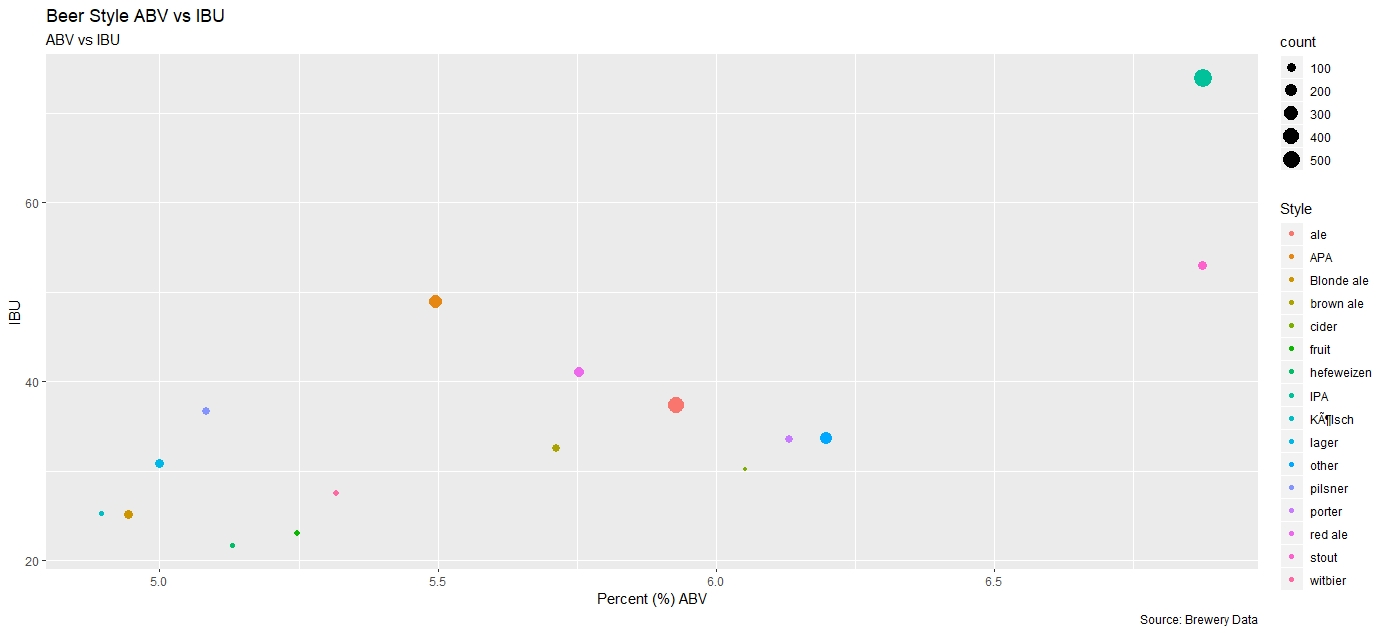 Beer Style ABV vs IBU
ABV vs IBU
IBU
60
40
20
5.0
5.5
6.0
6.5
Percent (%) ABV
Source: Brewery Data
count
100
200
300
400
500
Style
ale
APA
Blonde ale
brown ale
cider
fruit
hefeweizen
IPA
KÃ¶lsch
lager
other
pilsner
porter
red ale
stout
witbier